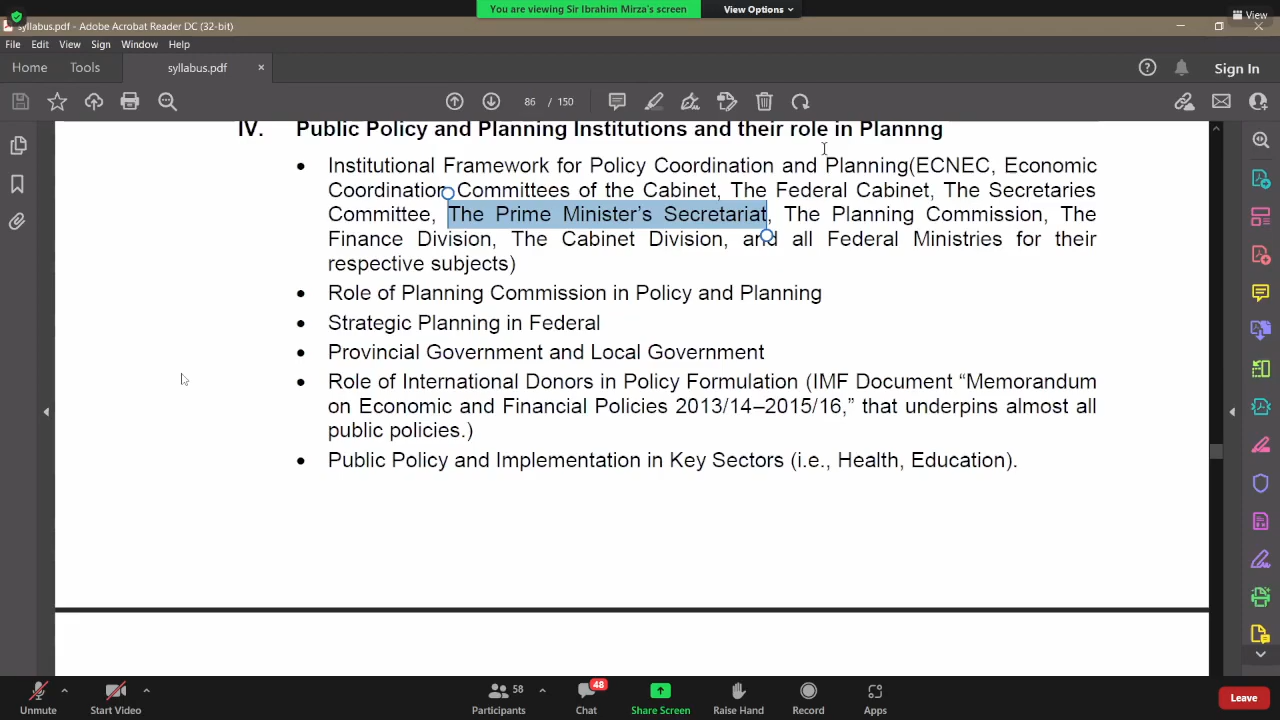 You are viewing Sir Ibrahim Mirza's screen
View Options
View
syllabus.pdf - Adobe Acrobat Reader DC (32-bit)
File Edit View Sign Window Help
Home Tools syllabus.pdf × Sign In
86 / 150
IV. Public Policy and Planning Institutions and their role in Plannng
• Institutional Framework for Policy Coordination and Planning(ECNEC, Economic
Coordination Committees of the Cabinet, The Federal Cabinet, The Secretaries
Committee, The Prime Minister's Secretariat, The Planning Commission, The
Finance Division, The Cabinet Division, and all Federal Ministries for their
respective subjects)
• Role of Planning Commission in Policy and Planning
• Strategic Planning in Federal
• Provincial Government and Local Government
• Role of International Donors in Policy Formulation (IMF Document “Memorandum
on Economic and Financial Policies 2013/14–2015/16,” that underpins almost all
public policies.)
• Public Policy and Implementation in Key Sectors (i.e., Health, Education).
58 48
Unmute Start Video Participants Chat Share Screen Raise Hand Record Apps Leave